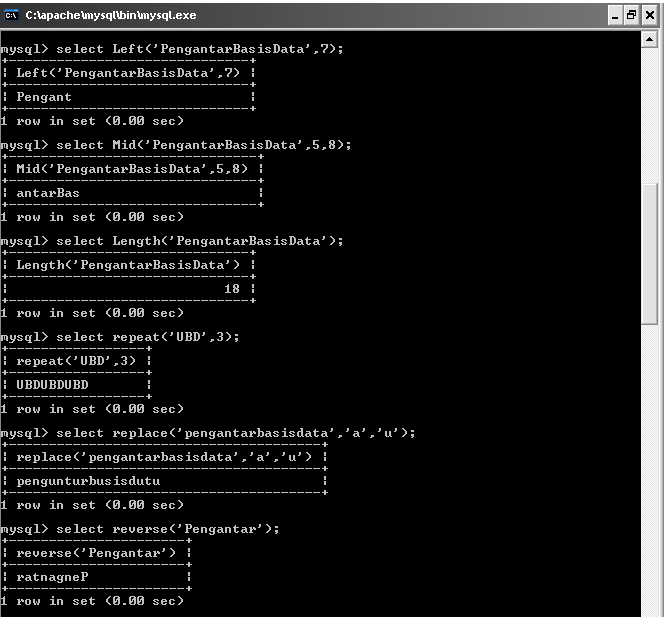 C:\apache\mysql\bin\mysql.exe
mysql> select Left('PengantarBasisData',7);
+------------------------------+
| Left('PengantarBasisData',7) |
+------------------------------+
| Pengant                      |
+------------------------------+
1 row in set (0.00 sec)
mysql> select Mid('PengantarBasisData',5,8);
+-------------------------------+
| Mid('PengantarBasisData',5,8) |
+-------------------------------+
| antarBas                      |
+-------------------------------+
1 row in set (0.00 sec)
mysql> select Length('PengantarBasisData');
+------------------------------+
| Length('PengantarBasisData') |
+------------------------------+
|                           18 |
+------------------------------+
1 row in set (0.00 sec)
mysql> select repeat('UBD',3);
+-----------------+
| repeat('UBD',3) |
+-----------------+
| UBDUBDUBD       |
+-----------------+
1 row in set (0.00 sec)
mysql> select replace('pengantarbasisdata','a','u');
+---------------------------------------+
| replace('pengantarbasisdata','a','u') |
+---------------------------------------+
| pengunturbusisdutu                    |
+---------------------------------------+
1 row in set (0.00 sec)
mysql> select reverse('Pengantar');
+----------------------+
| reverse('Pengantar') |
+----------------------+
| ratnagneP            |
+----------------------+
1 row in set (0.00 sec)